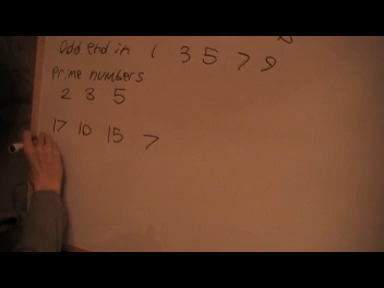 Odd end in 1 3 5 7 9
Prime numbers
2 3 5
17 10 15 7